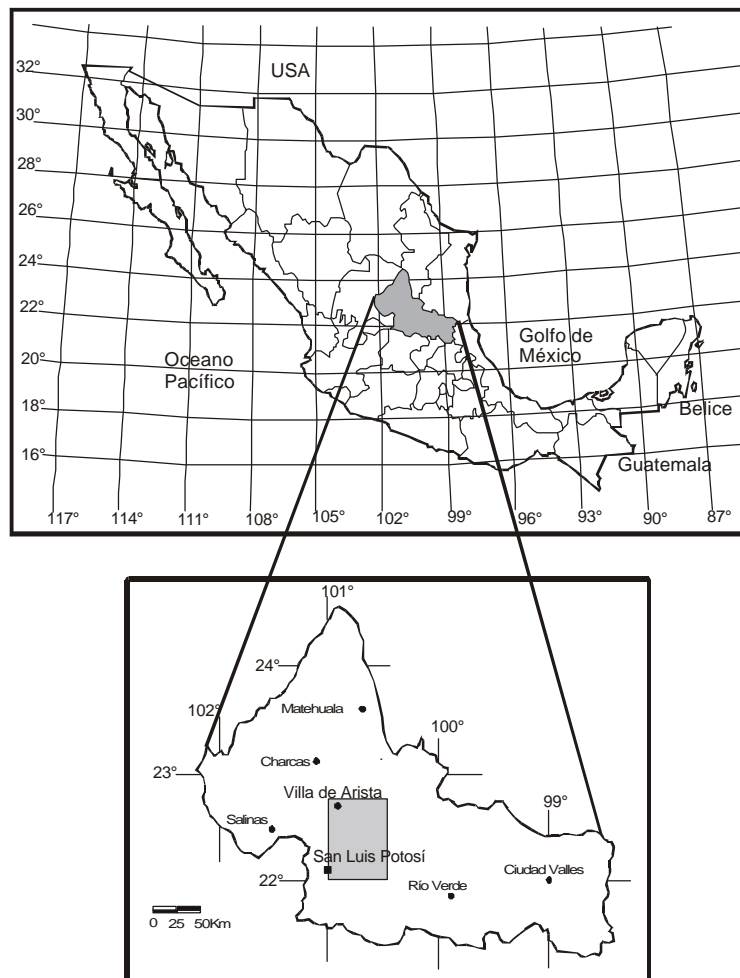 USA
32°
30°
28°
26°
24°
22°
20°
18°
16°
Oceano
Pacífico
Golfo de
México
Belice
Guatemala
117° 114° 111° 108° 105° 102° 99° 96° 93° 90° 87°
101°
24°
Matehuala
102°
100°
Charcas
23°
Villa de Arista
99°
Salinas
San Luis Potosí
22°
Río Verde
Ciudad Valles
0 25 50Km